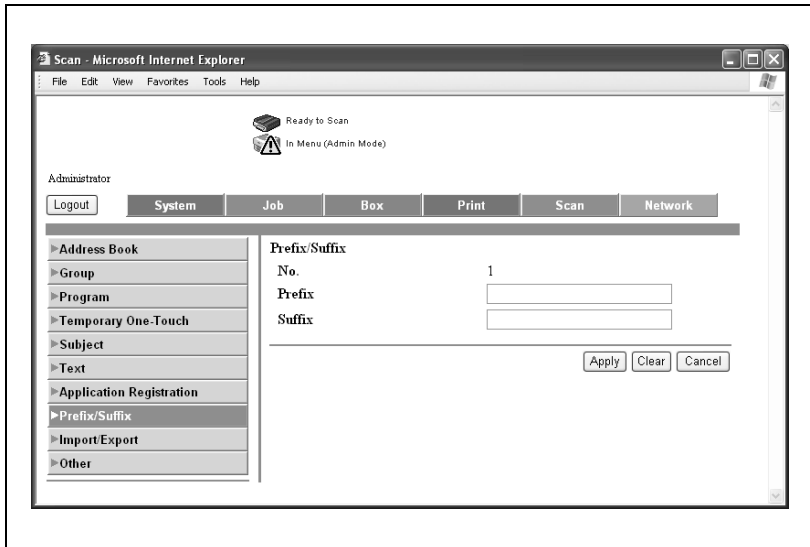 Scan - Microsoft Internet Explorer
File Edit View Favorites Tools Help
Ready to Scan
In Menu (Admin Mode)
Administrator
Logout System Job Box Print Scan Network
Address Book
Group
Program
Temporary One-Touch
Subject
Text
Application Registration
Prefix/Suffix
Import/Export
Other
Prefix/Suffix
No. 1
Prefix
Suffix
Apply Clear Cancel